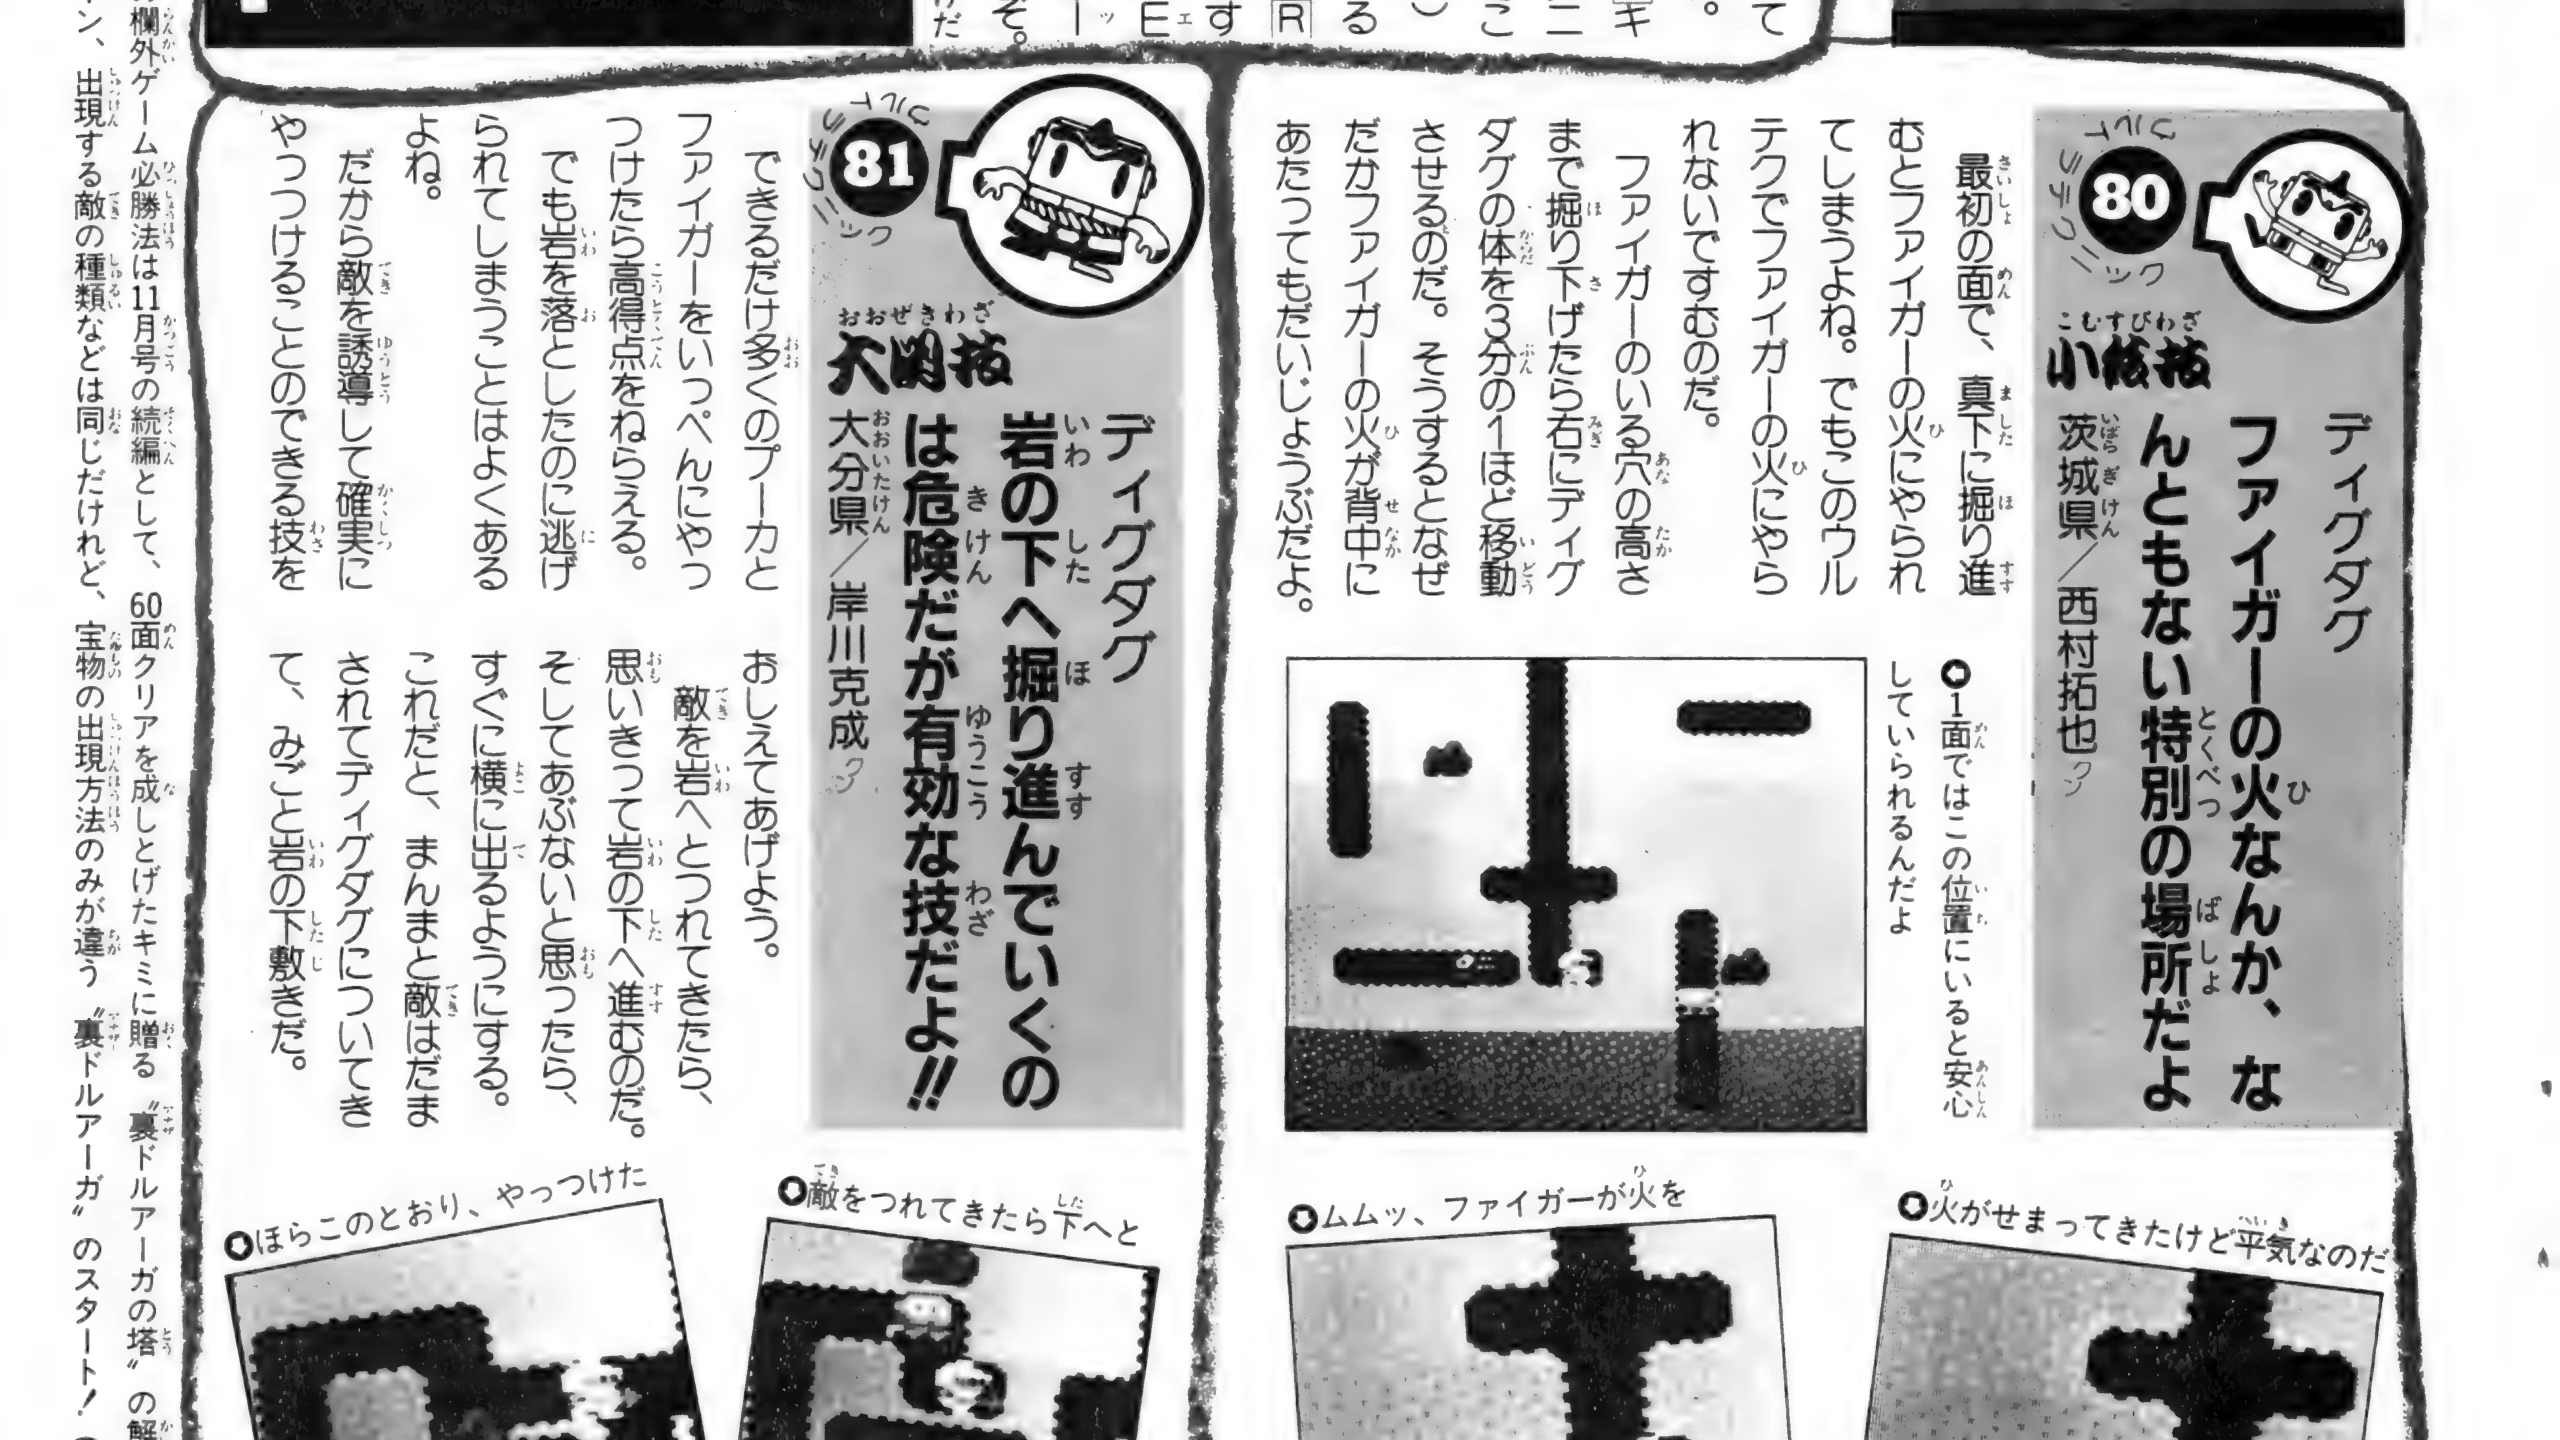 ウルトラテクニック
80
小結技
ディグダグ
ファイガーの火なんか、な
んともない特別の場所だよ
茨城県／西村拓也クン
最初の面で、真下に掘り進
むとファイガーの火にやられ
てしまうよね。でもこのウル
テクでファイガーの火にやら
れないですむのだ。
ファイガーのいる穴の高さ
まで掘り下げたら右にディグ
ダグの体を3分の1ほど移動
させるのだ。そうするとなぜ
だかファイガーの火が背中に
あたってもだいじょうぶだよ。
1面ではこの位置にいると安心
していられるんだよ
火がせまってきたけど平気なのだ
ムムッ、ファイガーが火を
ウルトラテクニック
81
大関技
ディグダグ
岩の下へ掘り進んでいくの
は危険だが有効な技だよ!!
大分県／岸川克成クン
できるだけ多くのプーカと
ファイガーをいっぺんにやっ
つけたら高得点をねらえる。
でも岩を落としたのに逃げ
られてしまうことはよくある
よね。
だから敵を誘導して確実に
やっつけることのできる技を
おしえてあげよう。
敵を岩へとつれてきたら、
思いきって岩の下へ進むのだ。
そしてあぶないと思ったら、
すぐに横に出るようにする。
これだと、まんまと敵はだま
されてディグダグについてき
て、みごと岩の下敷きだ。
敵をつれてきたら下へと
ほらこのとおり、やっつけた
欄外ゲーム必勝法は11月号の続編として、60面クリアを成しとげたキミに贈る〝裏ドルアーガの塔〟の解
ン、出現する敵の種類などは同じだけれど、宝物の出現方法のみが違う〝裏ドルアーガ〟のスタート！